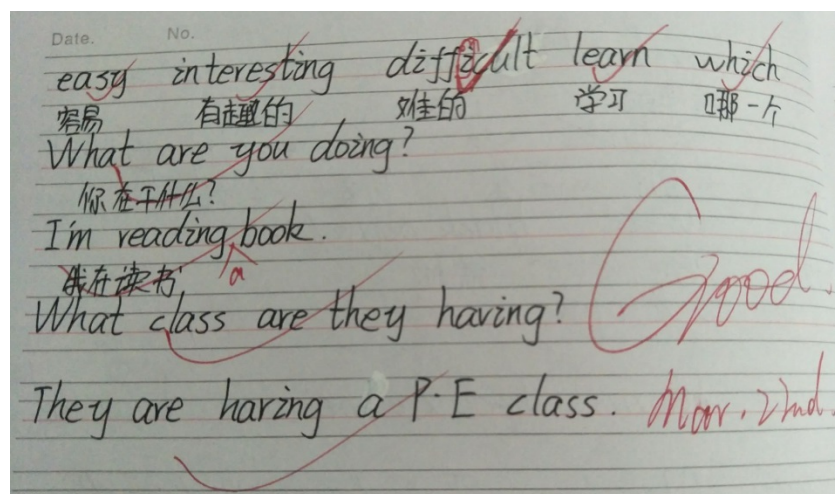 Date. No.
easy interesting difficult learn which
容易 有趣的 难的 学习 哪一个
What are you doing?
你在干什么?
I'm reading book.
a
我在读书
What class are they having?
Good.
They are having a P.E class. Mar. 22nd.